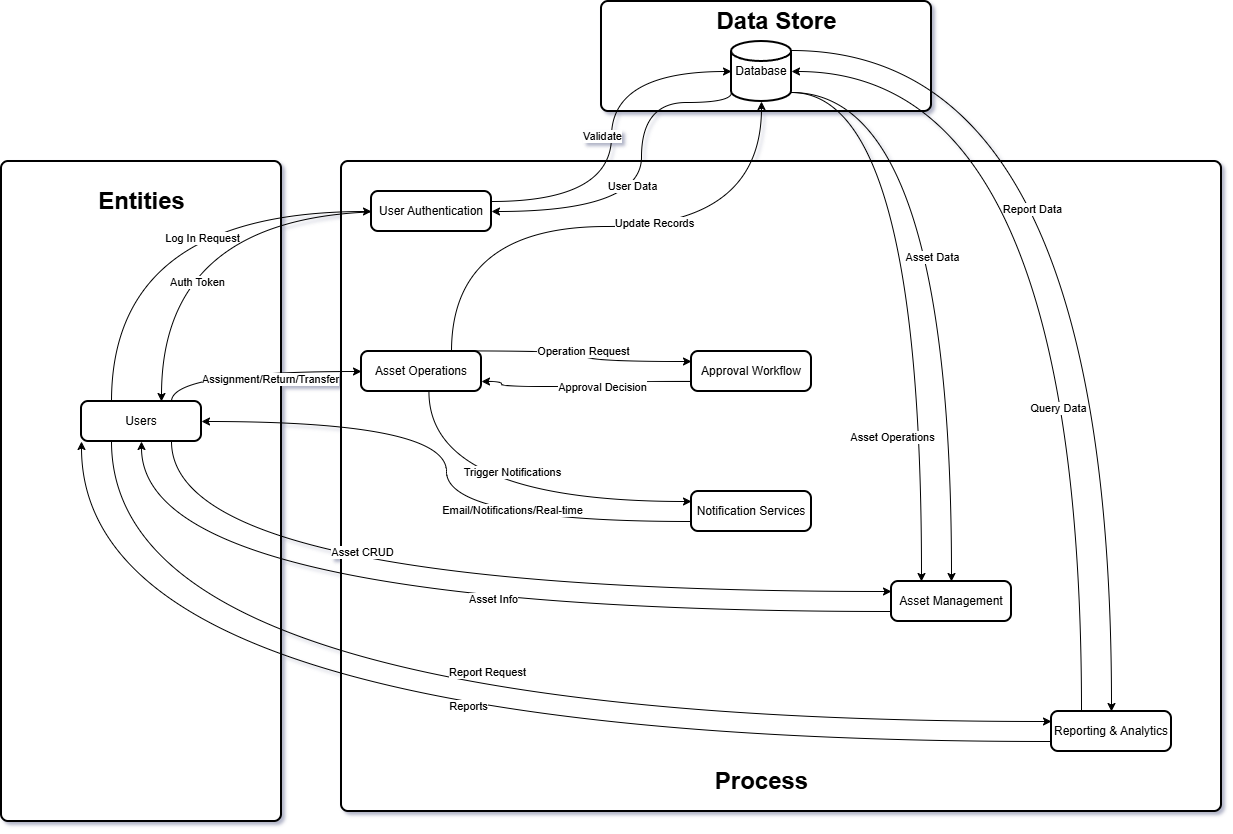 Data Store
Database
Validate
User Data
Entities
User Authentication
Log In Request
Auth Token
Update Records
Report Data
Asset Data
Operation Request
Asset Operations
Approval Workflow
Assignment/Return/Transfer
Approval Decision
Users
Query Data
Asset Operations
Trigger Notifications
Email/Notifications/Real-time
Notification Services
Asset CRUD
Asset Info
Asset Management
Report Request
Reports
Reporting & Analytics
Process